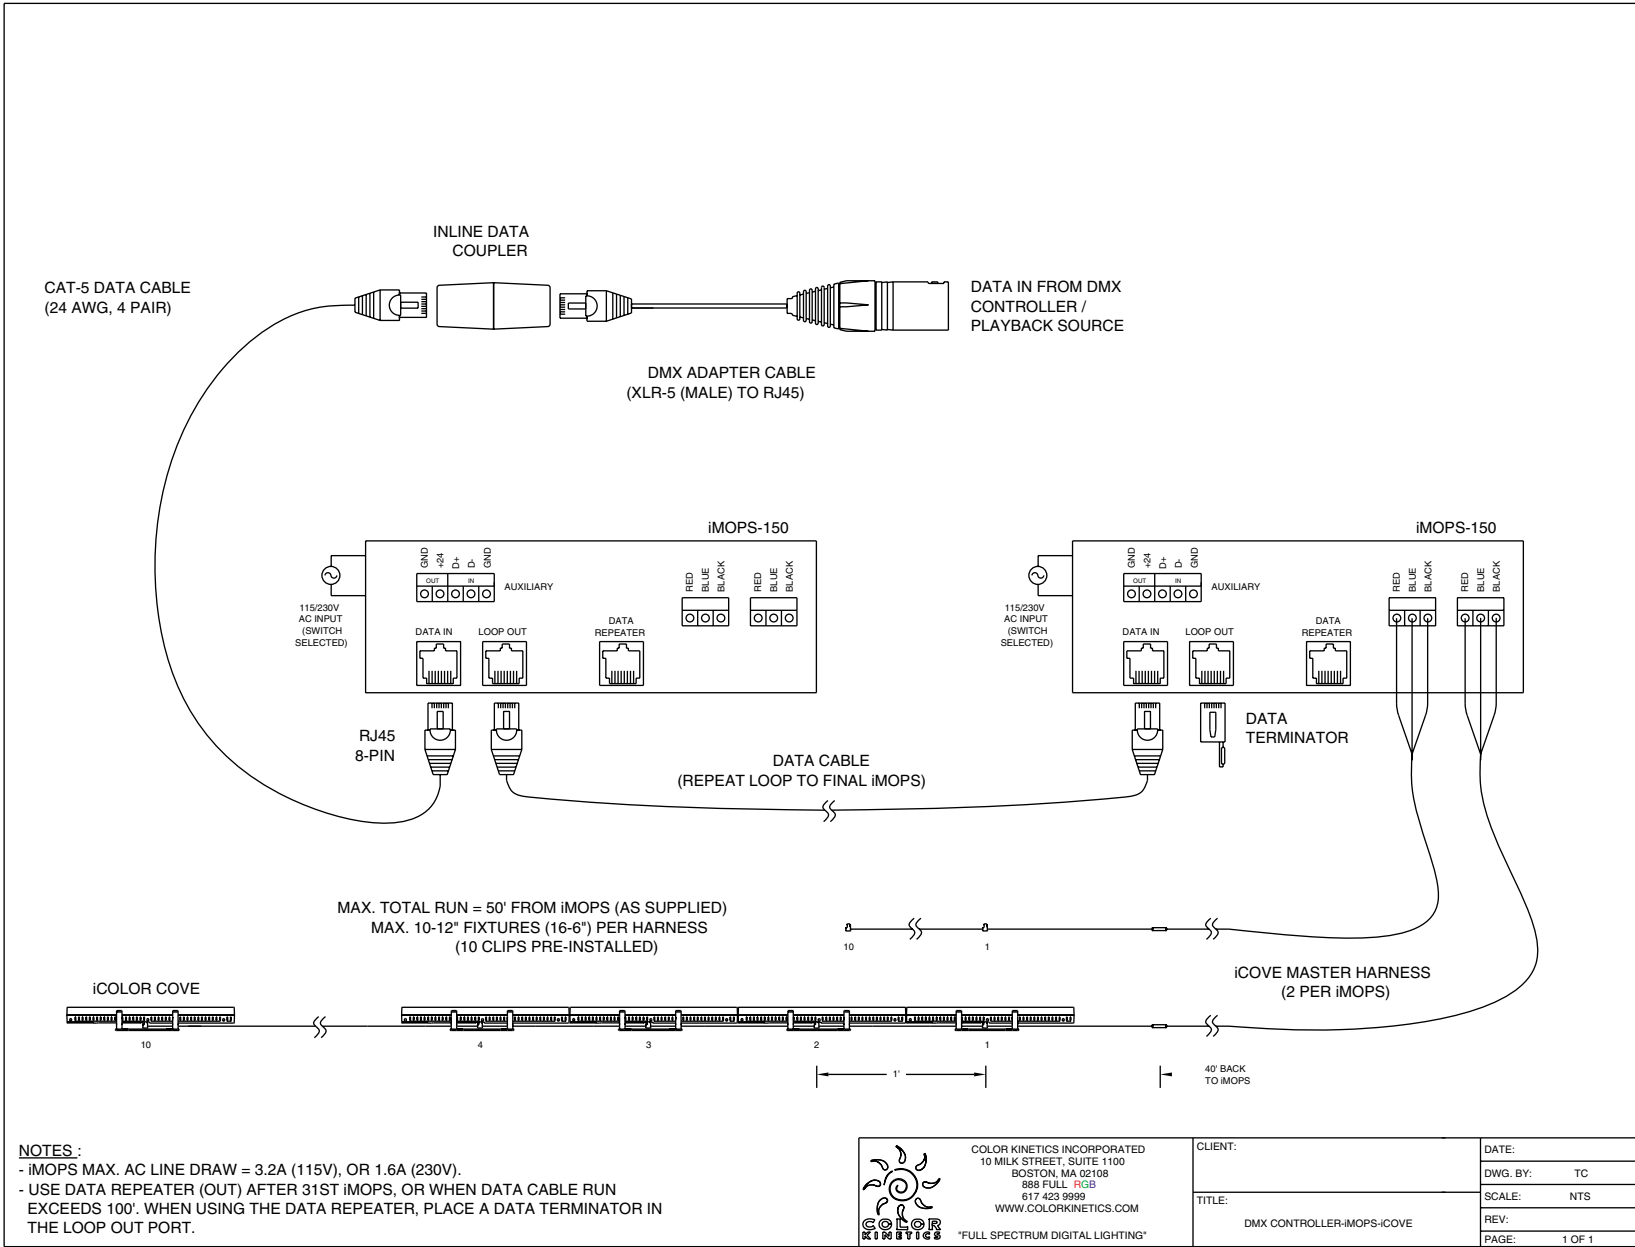 INLINE DATA
COUPLER
CAT-5 DATA CABLE
(24 AWG, 4 PAIR)
DATA IN FROM DMX
CONTROLLER /
PLAYBACK SOURCE
DMX ADAPTER CABLE
(XLR-5 (MALE) TO RJ45)
iMOPS-150
GND
+24
D+
D-
GND
OUT
IN
AUXILIARY
RED
BLUE
BLACK
RED
BLUE
BLACK
115/230V
AC INPUT
(SWITCH
SELECTED)
DATA IN
LOOP OUT
DATA
REPEATER
iMOPS-150
GND
+24
D+
D-
GND
OUT
IN
AUXILIARY
RED
BLUE
BLACK
RED
BLUE
BLACK
115/230V
AC INPUT
(SWITCH
SELECTED)
DATA IN
LOOP OUT
DATA
REPEATER
RJ45
8-PIN
DATA CABLE
(REPEAT LOOP TO FINAL iMOPS)
DATA
TERMINATOR
MAX. TOTAL RUN = 50' FROM iMOPS (AS SUPPLIED)
MAX. 10-12" FIXTURES (16-6") PER HARNESS
(10 CLIPS PRE-INSTALLED)
10
1
iCOVE MASTER HARNESS
(2 PER iMOPS)
iCOLOR COVE
10
4
3
2
1
1'
40' BACK
TO iMOPS
NOTES :
- iMOPS MAX. AC LINE DRAW = 3.2A (115V), OR 1.6A (230V).
- USE DATA REPEATER (OUT) AFTER 31ST iMOPS, OR WHEN DATA CABLE RUN
EXCEEDS 100'. WHEN USING THE DATA REPEATER, PLACE A DATA TERMINATOR IN
THE LOOP OUT PORT.
COLOR
KINETICS
COLOR KINETICS INCORPORATED
10 MILK STREET, SUITE 1100
BOSTON, MA 02108
888 FULL RGB
617 423 9999
WWW.COLORKINETICS.COM
"FULL SPECTRUM DIGITAL LIGHTING"
CLIENT:
TITLE:
DMX CONTROLLER-iMOPS-iCOVE
DATE:
DWG. BY: TC
SCALE: NTS
REV:
PAGE: 1 OF 1